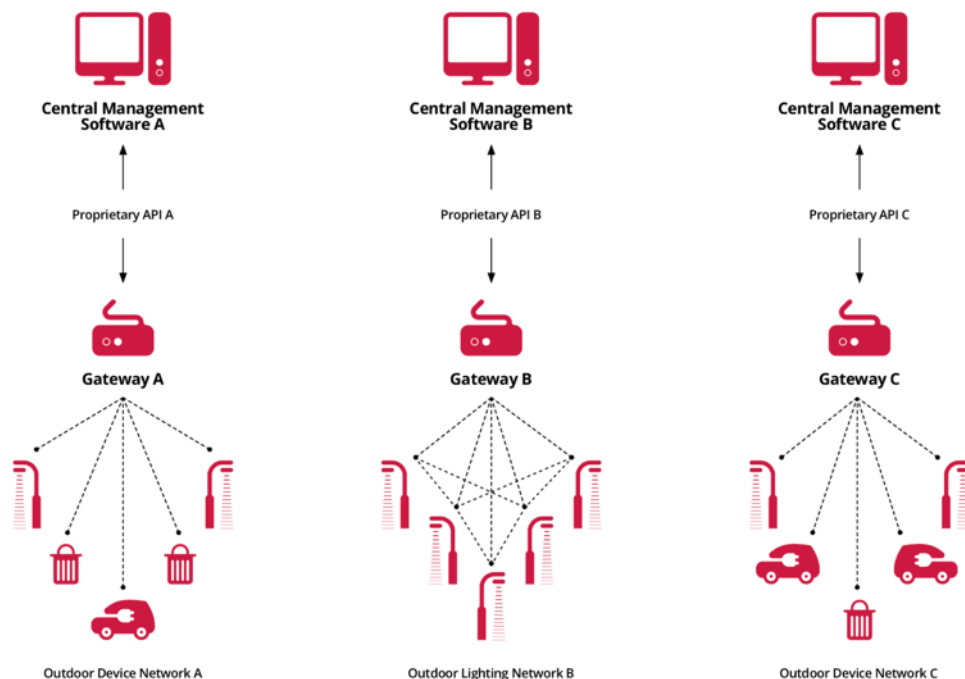 Central Management
Software A
Central Management
Software B
Central Management
Software C
Proprietary API A
Proprietary API B
Proprietary API C
Gateway A
Gateway B
Gateway C
Outdoor Device Network A
Outdoor Lighting Network B
Outdoor Device Network C